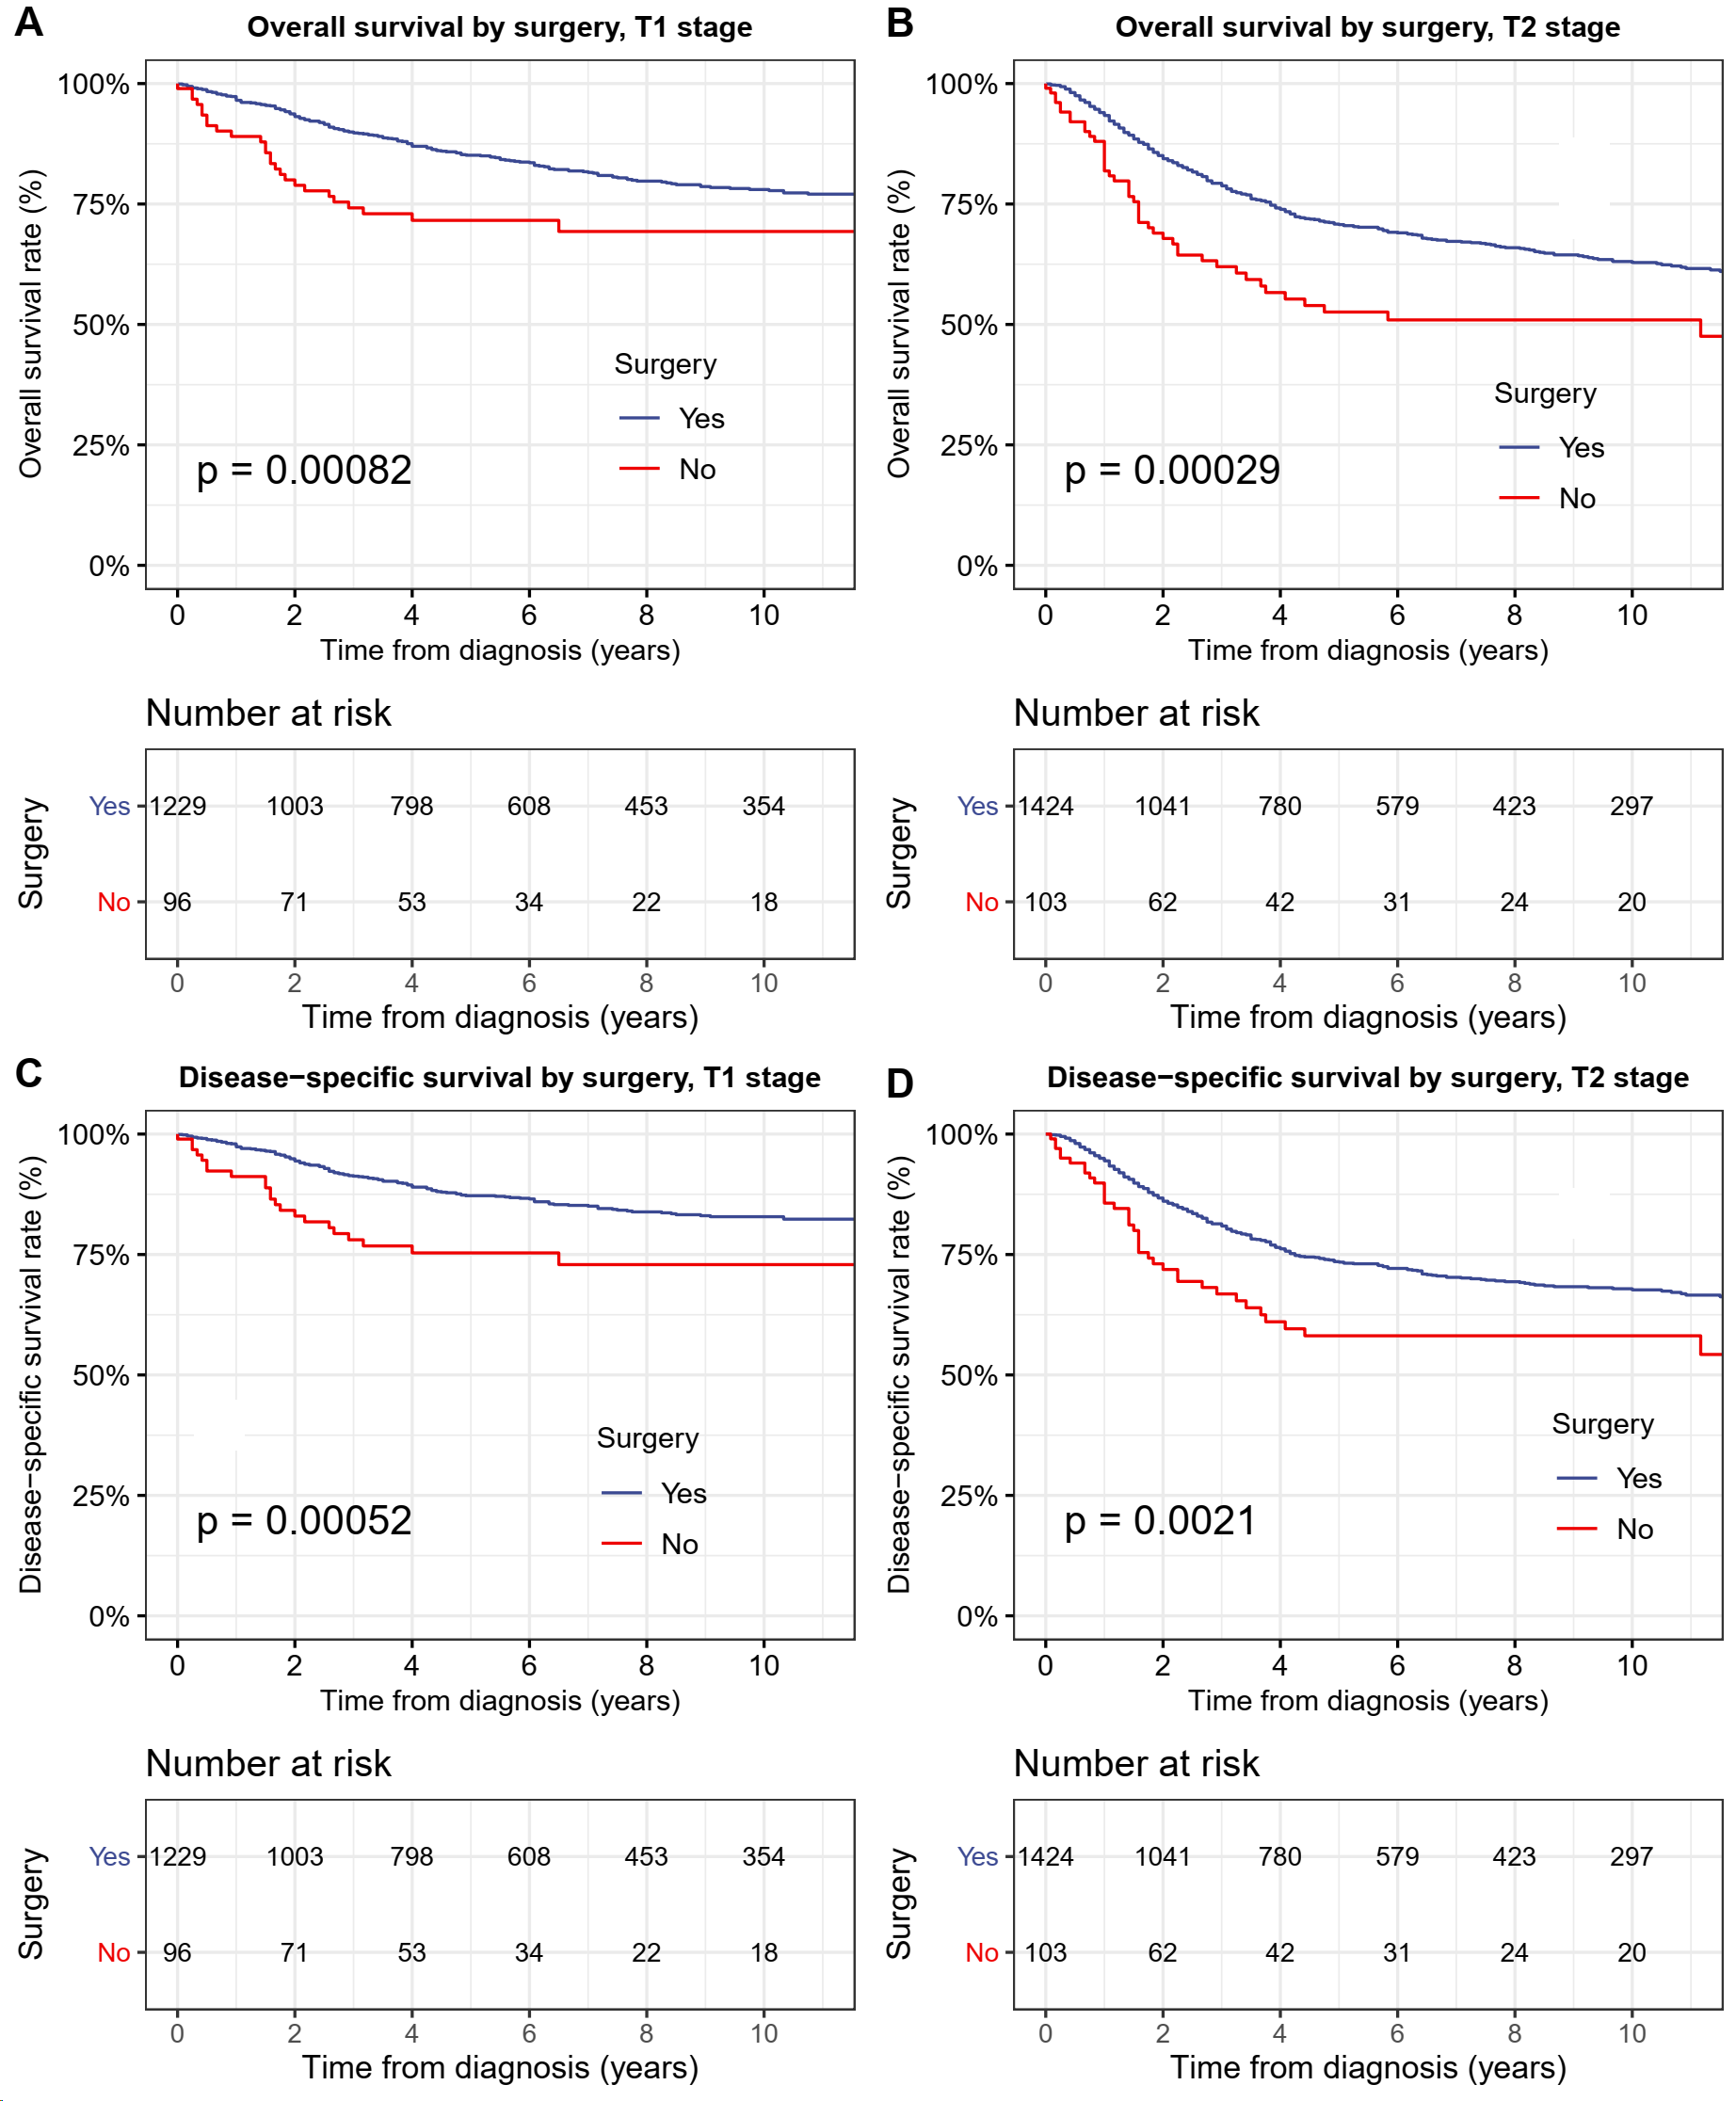 A
Overall survival by surgery, T1 stage
Overall survival rate (%)
100%
75%
50%
25%
0%
Surgery
Yes
No
p = 0.00082
0 2 4 6 8 10
Time from diagnosis (years)
Number at risk
Surgery
Yes 1229 1003 798 608 453 354
No 96 71 53 34 22 18
0 2 4 6 8 10
Time from diagnosis (years)
B
Overall survival by surgery, T2 stage
Overall survival rate (%)
100%
75%
50%
25%
0%
Surgery
Yes
No
p = 0.00029
0 2 4 6 8 10
Time from diagnosis (years)
Number at risk
Surgery
Yes 1424 1041 780 579 423 297
No 103 62 42 31 24 20
0 2 4 6 8 10
Time from diagnosis (years)
C
Disease−specific survival by surgery, T1 stage
Disease−specific survival rate (%)
100%
75%
50%
25%
0%
Surgery
Yes
No
p = 0.00052
0 2 4 6 8 10
Time from diagnosis (years)
Number at risk
Surgery
Yes 1229 1003 798 608 453 354
No 96 71 53 34 22 18
0 2 4 6 8 10
Time from diagnosis (years)
D
Disease−specific survival by surgery, T2 stage
Disease−specific survival rate (%)
100%
75%
50%
25%
0%
Surgery
Yes
No
p = 0.0021
0 2 4 6 8 10
Time from diagnosis (years)
Number at risk
Surgery
Yes 1424 1041 780 579 423 297
No 103 62 42 31 24 20
0 2 4 6 8 10
Time from diagnosis (years)